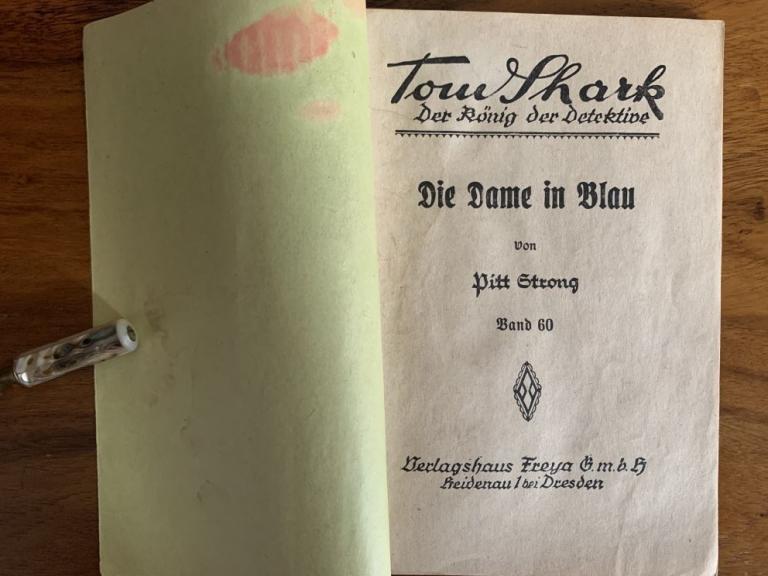 Tom Shark
Der König der Detektive
Die Dame in Blau
von
Pitt Strong
Band 60
Verlagshaus Freya G.m.b.H
Heidenau 1 bei Dresden